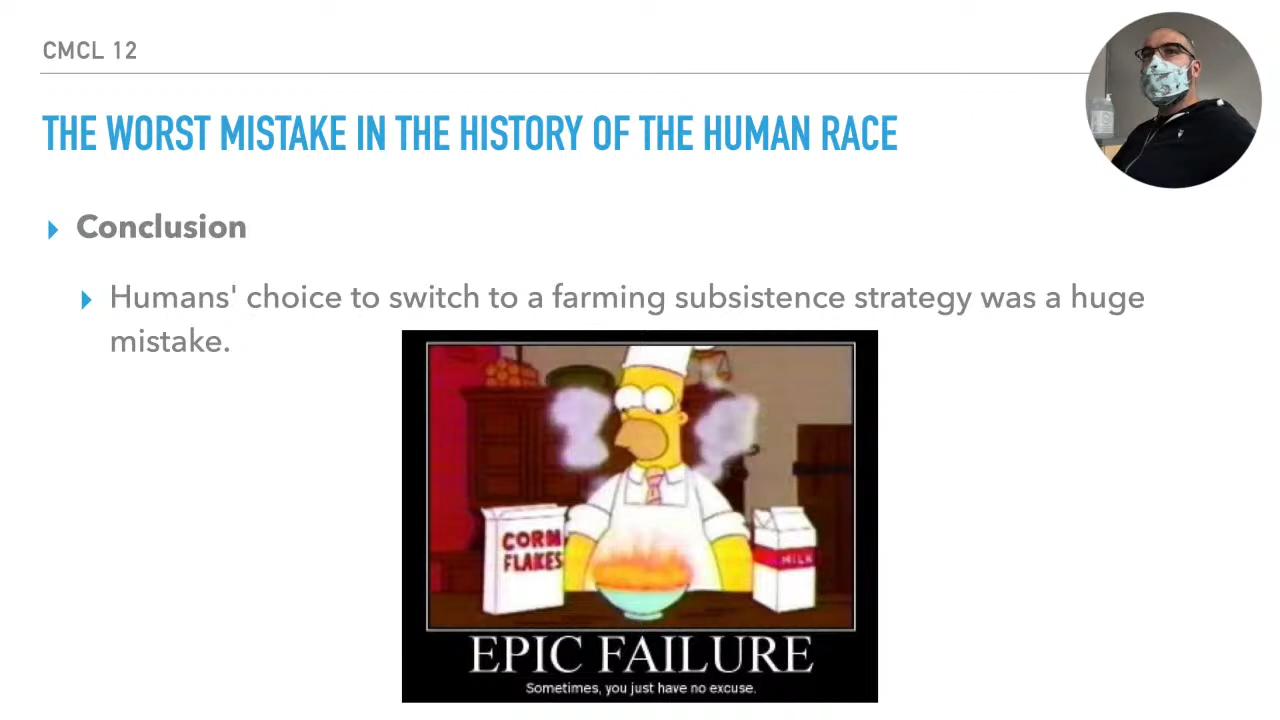 CMCL 12
THE WORST MISTAKE IN THE HISTORY OF THE HUMAN RACE
Conclusion
Humans' choice to switch to a farming subsistence strategy was a huge
mistake.
CORN
FLAKES
MILK
EPIC FAILURE
Sometimes, you just have no excuse.